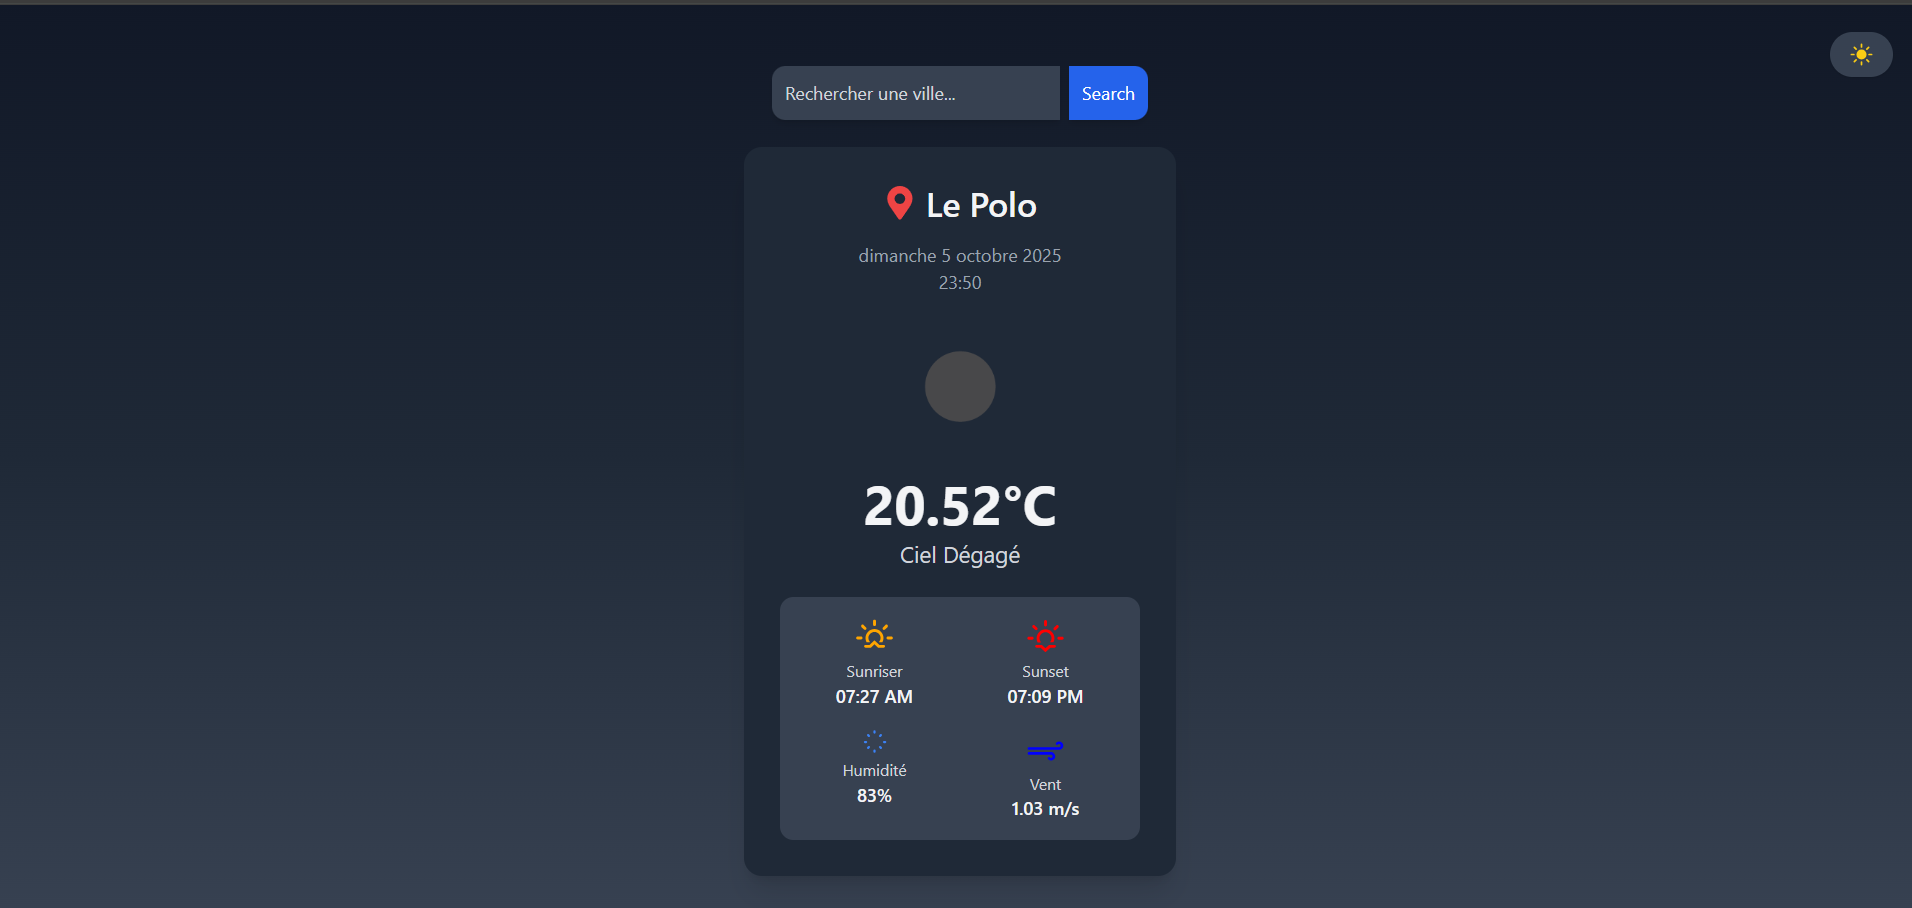 Rechercher une ville...
Search
Le Polo
dimanche 5 octobre 2025
23:50
20.52°C
Ciel Dégagé
Sunriser
07:27 AM
Sunset
07:09 PM
Humidité
83%
Vent
1.03 m/s